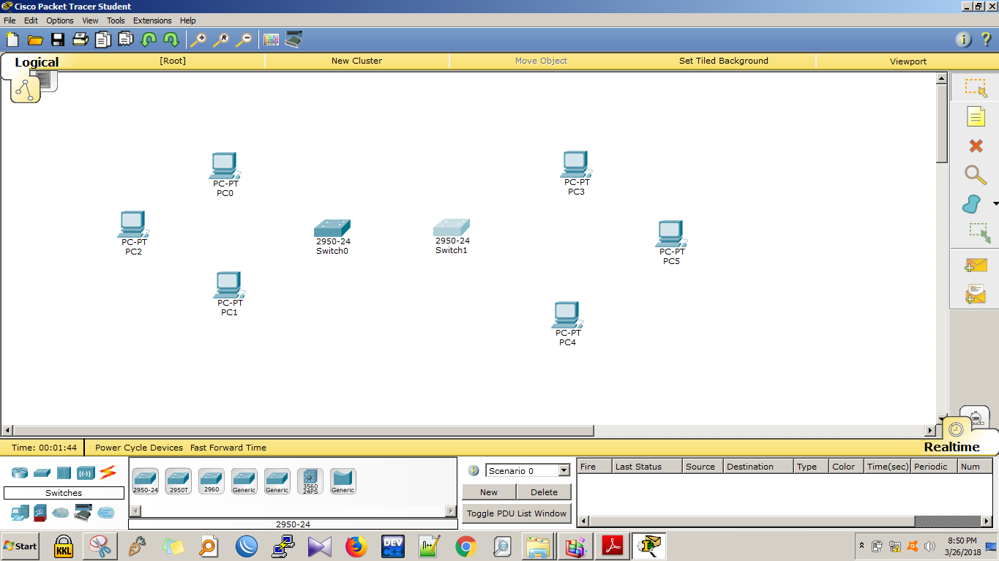 Cisco Packet Tracer Student
File Edit Options View Tools Extensions Help
Logical [Root] New Cluster Move Object Set Tiled Background Viewport
PC-PT
PC0
PC-PT
PC3
PC-PT
PC2
2950-24
Switch0
2950-24
Switch1
PC-PT
PC5
PC-PT
PC1
PC-PT
PC4
Time: 00:01:44 Power Cycle Devices Fast Forward Time
Realtime
Switches
2950-24 2950T 2960 Generic Generic 3560 24PS Generic
2950-24
Scenario 0
New Delete
Toggle PDU List Window
Fire Last Status Source Destination Type Color Time(sec) Periodic Num
Start KKL DEV C++ 8:50 PM
3/26/2018